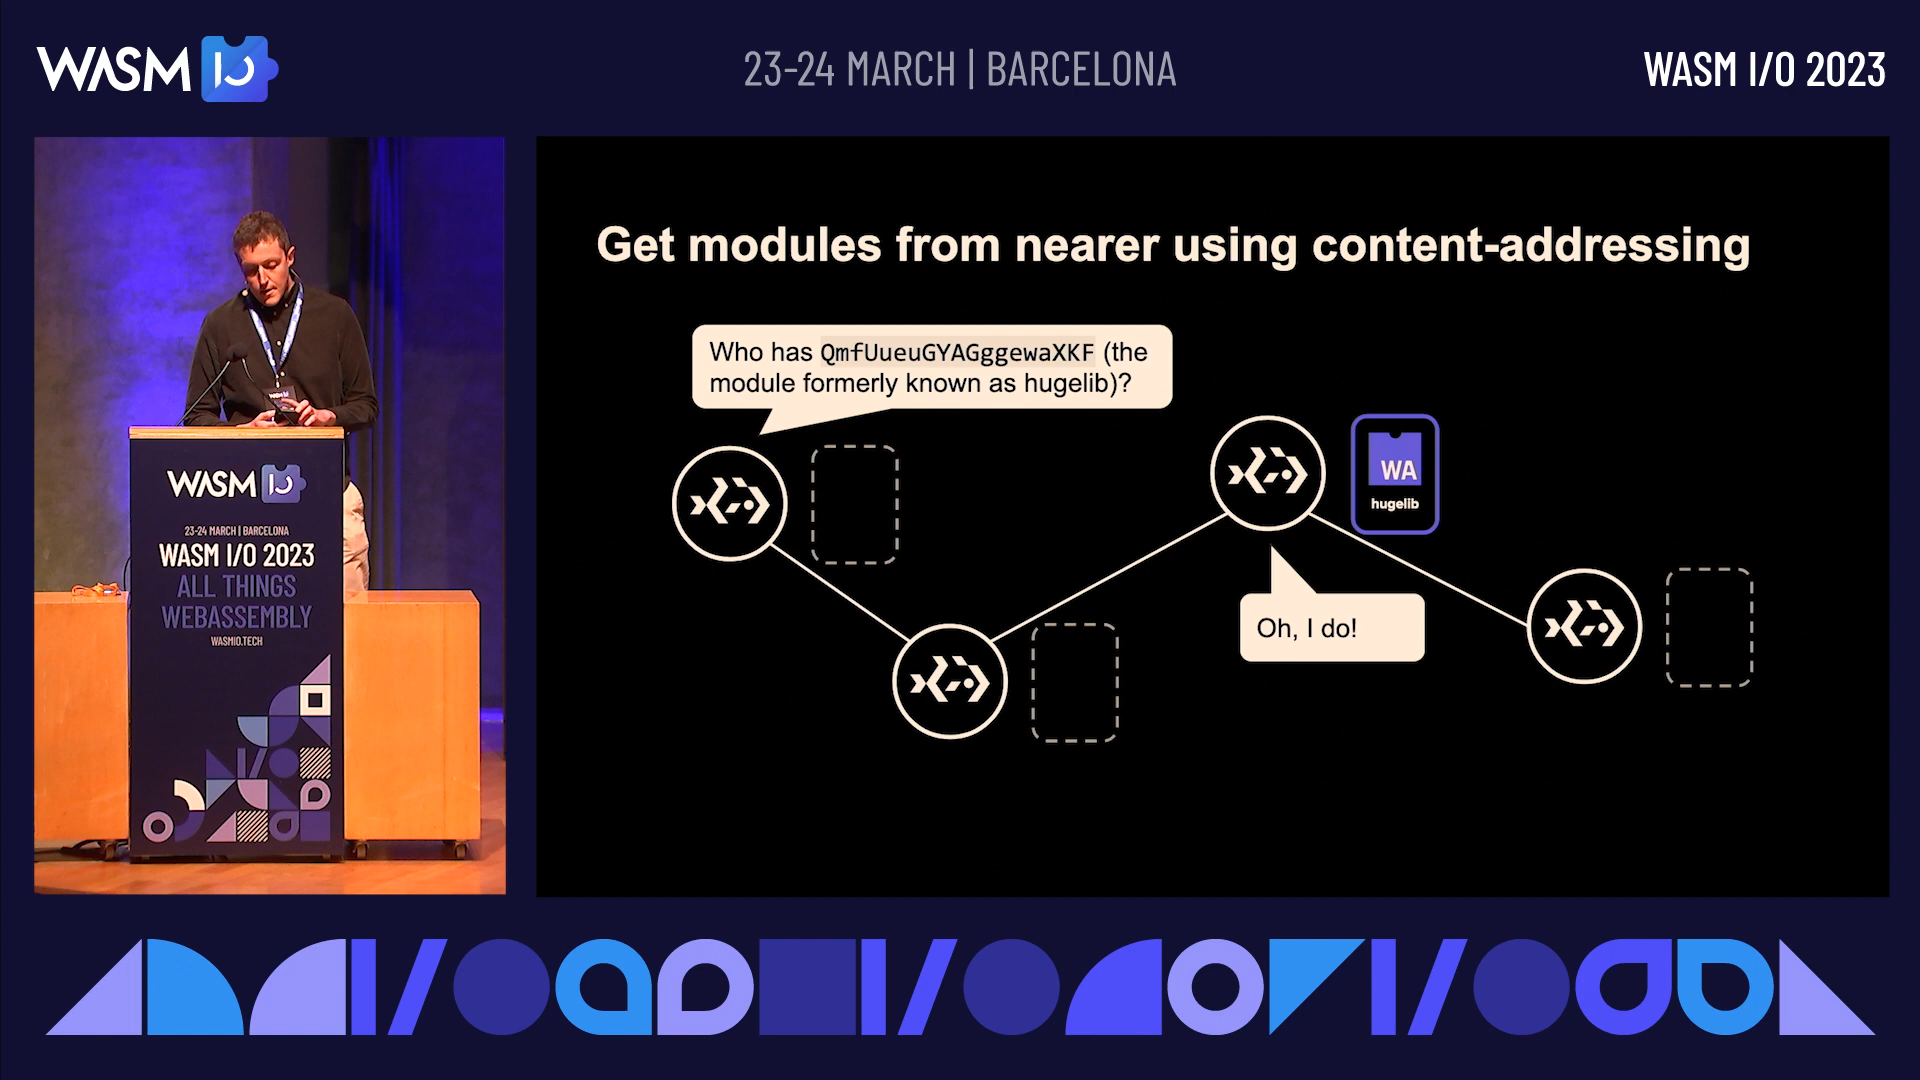 WASM IO
23-24 MARCH | BARCELONA
WASM I/O 2023
WASM IO
23-24 MARCH | BARCELONA
WASM I/O 2023
ALL THINGS
WEBASSEMBLY
WASMIO.TECH
Get modules from nearer using content-addressing
Who has QmfUueuGYAGggewaXKF (the
module formerly known as hugelib)?
WA
hugelib
Oh, I do!